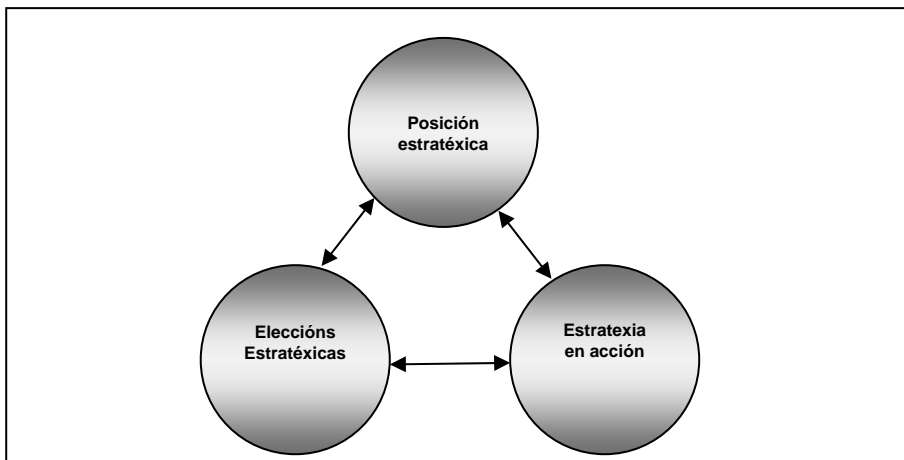 Posición
estratéxica
Eleccións
Estratéxicas
Estratexia
en acción